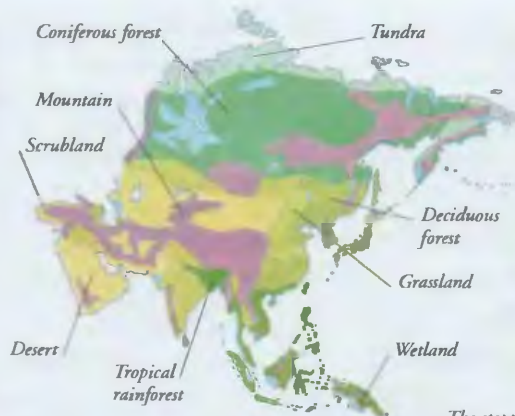 Coniferous forest
Tundra
Mountain
Scrubland
Deciduous
forest
Grassland
Desert
Tropical
rainforest
Wetland